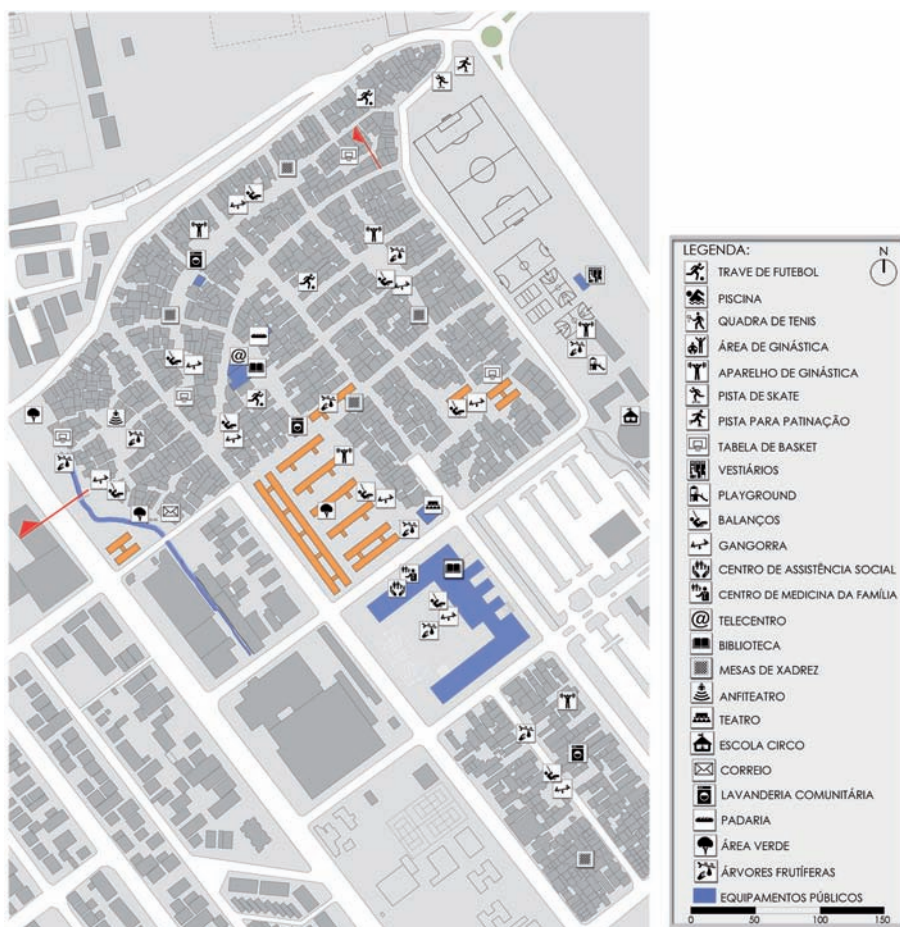 LEGENDA:
N
TRAVE DE FUTEBOL
PISCINA
QUADRA DE TENIS
ÁREA DE GINÁSTICA
APARELHO DE GINÁSTICA
PISTA DE SKATE
PISTA PARA PATINAÇÃO
TABELA DE BASKET
VESTIÁRIOS
PLAYGROUND
BALANÇOS
GANGORRA
CENTRO DE ASSISTÊNCIA SOCIAL
CENTRO DE MEDICINA DA FAMÍLIA
@ TELECENTRO
BIBLIOTECA
MESAS DE XADREZ
ANFITEATRO
TEATRO
ESCOLA CIRCO
CORREIO
LAVANDERIA COMUNITÁRIA
PADARIA
ÁREA VERDE
ÁRVORES FRUTÍFERAS
EQUIPAMENTOS PÚBLICOS
0 50 100 150
@